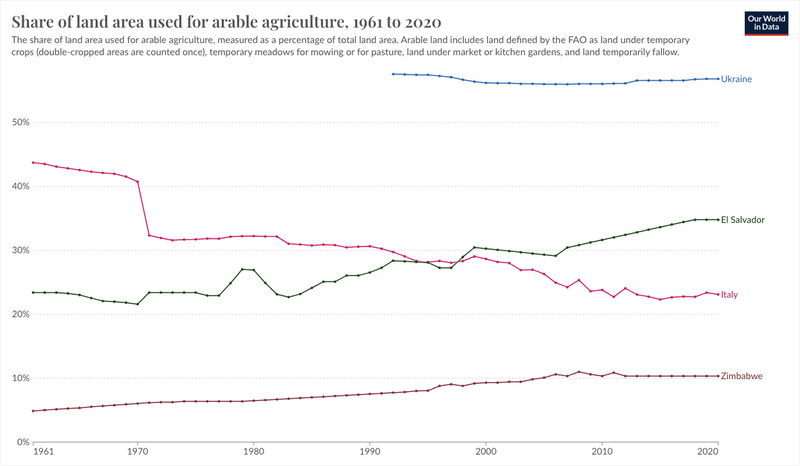 Share of land area used for arable agriculture, 1961 to 2020
Our World
in Data
The share of land area used for arable agriculture, measured as a percentage of total land area. Arable land includes land defined by the FAO as land under temporary
crops (double-cropped areas are counted once), temporary meadows for mowing or for pasture, land under market or kitchen gardens, and land temporarily fallow.
Ukraine
50%
40%
El Salvador
30%
Italy
20%
Zimbabwe
10%
0%
1961 1970 1980 1990 2000 2010 2020